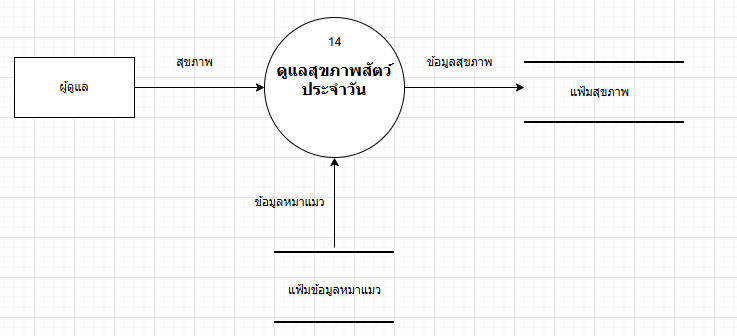 14
สุขภาพ
ข้อมูลสุขภาพ
ดูแลสุขภาพสัตว์
ประจำวัน
ผู้ดูแล
แฟ้มสุขภาพ
ข้อมูลหมาแมว
แฟ้มข้อมูลหมาแมว